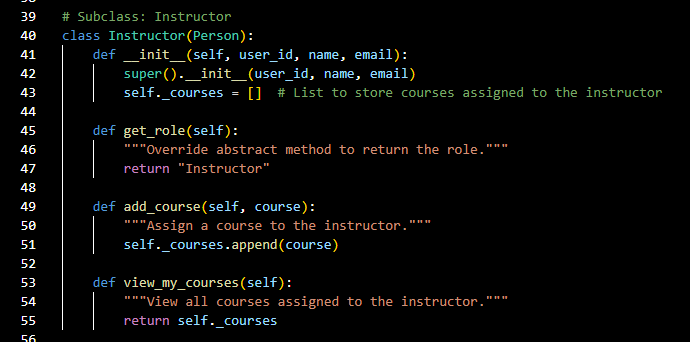 39 # Subclass: Instructor
40 class Instructor(Person):
41     def __init__(self, user_id, name, email):
42         super().__init__(user_id, name, email)
43         self._courses = []  # List to store courses assigned to the instructor
44
45     def get_role(self):
46         """Override abstract method to return the role."""
47         return "Instructor"
48
49     def add_course(self, course):
50         """Assign a course to the instructor."""
51         self._courses.append(course)
52
53     def view_my_courses(self):
54         """View all courses assigned to the instructor."""
55         return self._courses